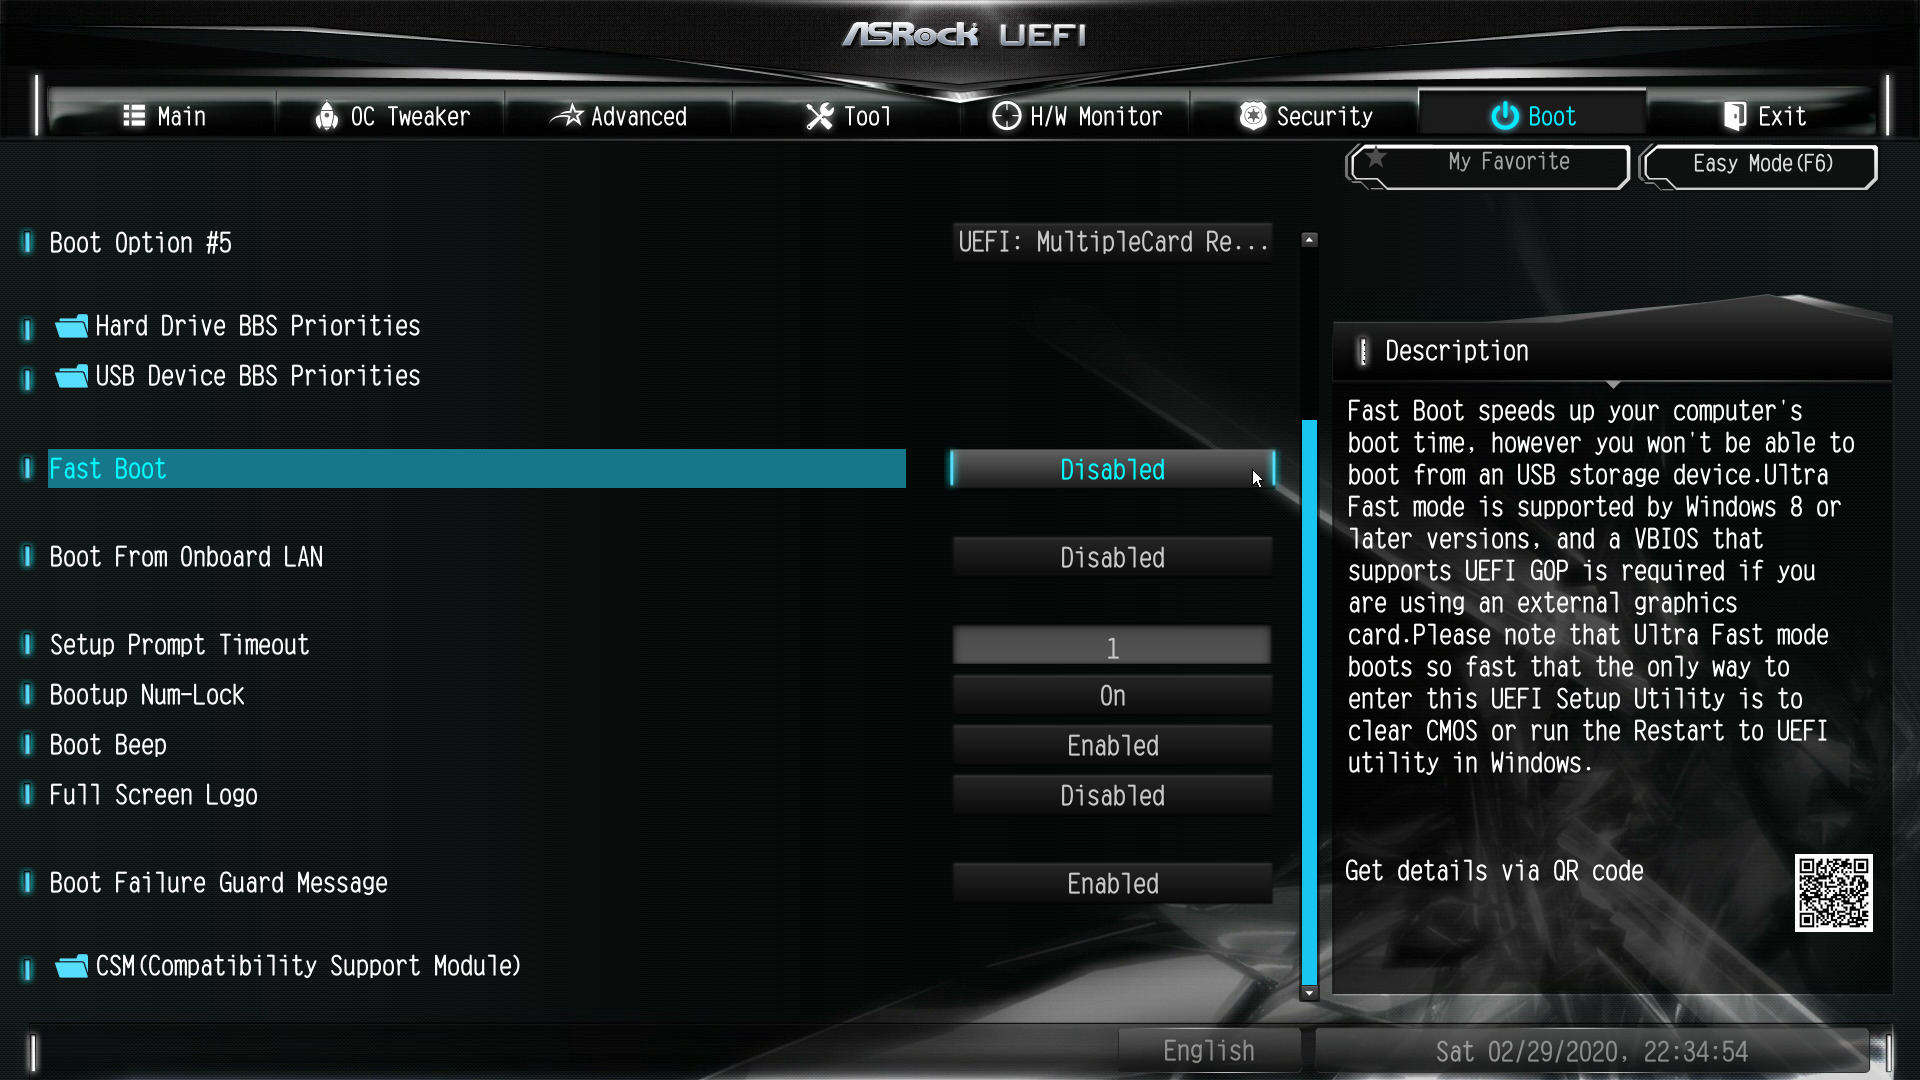 ASRock UEFI
Main OC Tweaker Advanced Tool H/W Monitor Security Boot Exit
My Favorite Easy Mode(F6)
Boot Option #5 UEFI: MultipleCard Re...
Hard Drive BBS Priorities
USB Device BBS Priorities
Fast Boot Disabled
Boot From Onboard LAN Disabled
Setup Prompt Timeout 1
Bootup Num-Lock On
Boot Beep Enabled
Full Screen Logo Disabled
Boot Failure Guard Message Enabled
CSM(Compatibility Support Module)
Description
Fast Boot speeds up your computer's
boot time, however you won't be able to
boot from an USB storage device.Ultra
Fast mode is supported by Windows 8 or
later versions, and a VBIOS that
supports UEFI GOP is required if you
are using an external graphics
card.Please note that Ultra Fast mode
boots so fast that the only way to
enter this UEFI Setup Utility is to
clear CMOS or run the Restart to UEFI
utility in Windows.
Get details via QR code
English Sat 02/29/2020, 22:34:54